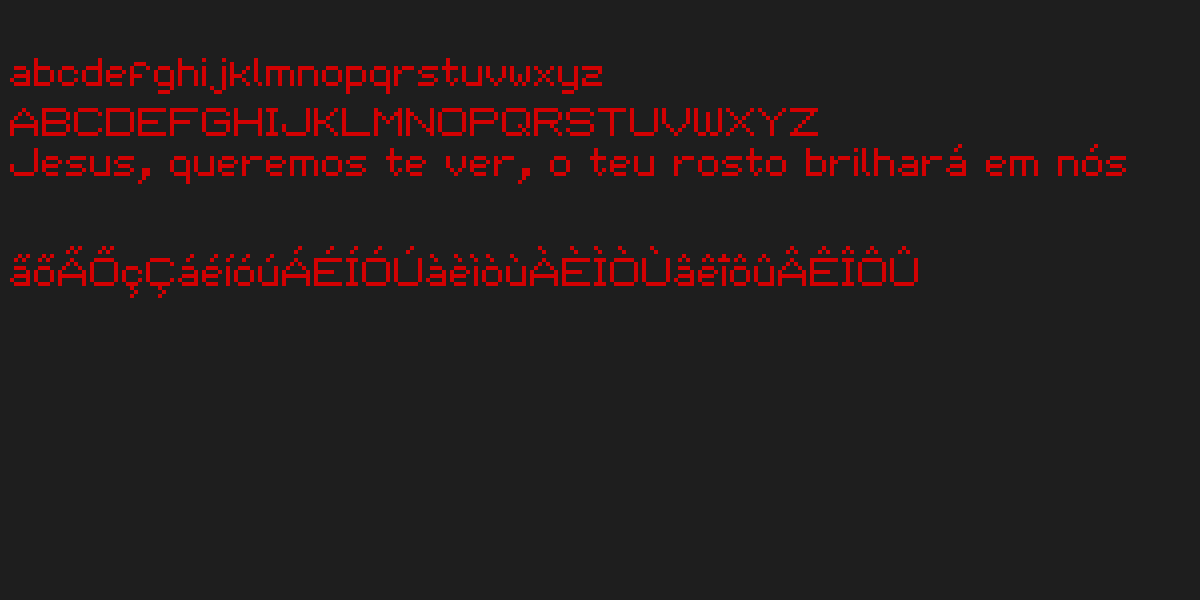 abcdefghijklmnopqrstuvwxyz
ABCDEFGHIJKLMNOPQRSTUVWXYZ
Jesus, queremos te ver, o teu rosto brilhará em nós
ãõÃÕçÇáéíóúÁÉÍÓÚàèìòùÀÈÌÒÙâêîôûÂÊÎÔÛ